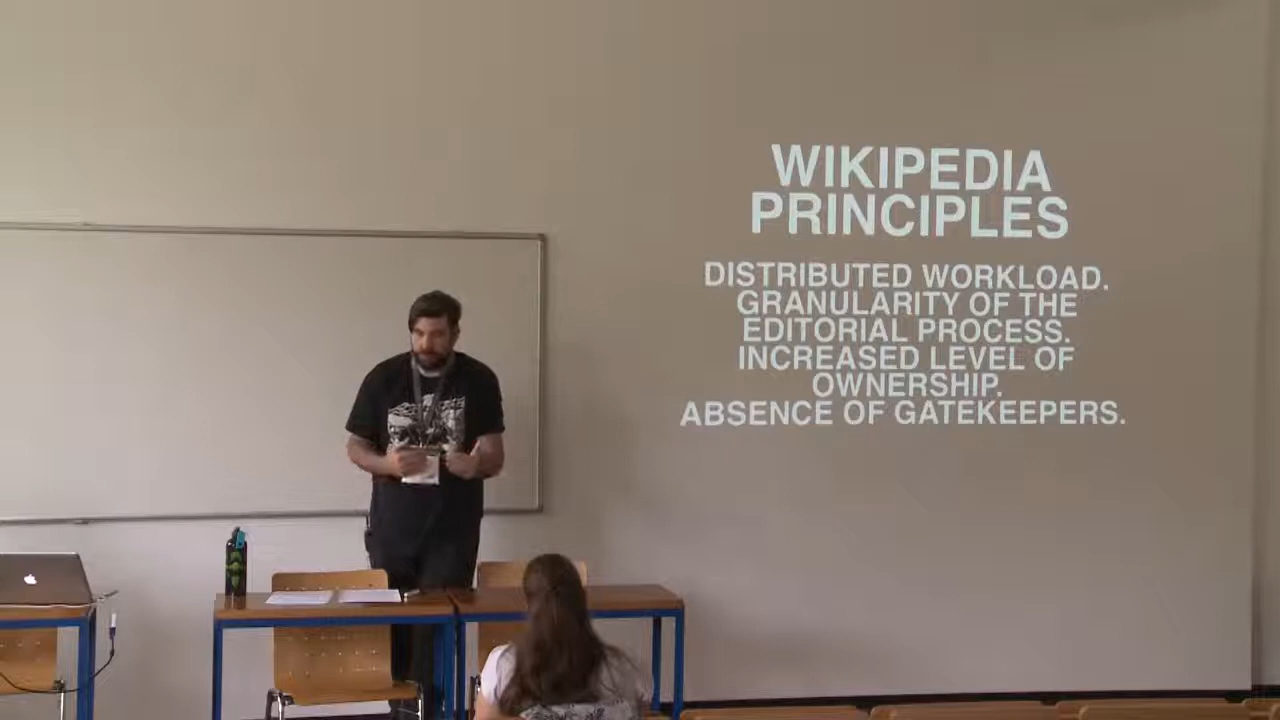 WIKIPEDIA
PRINCIPLES
DISTRIBUTED WORKLOAD.
GRANULARITY OF THE
EDITORIAL PROCESS.
INCREASED LEVEL OF
OWNERSHIP.
ABSENCE OF GATEKEEPERS.